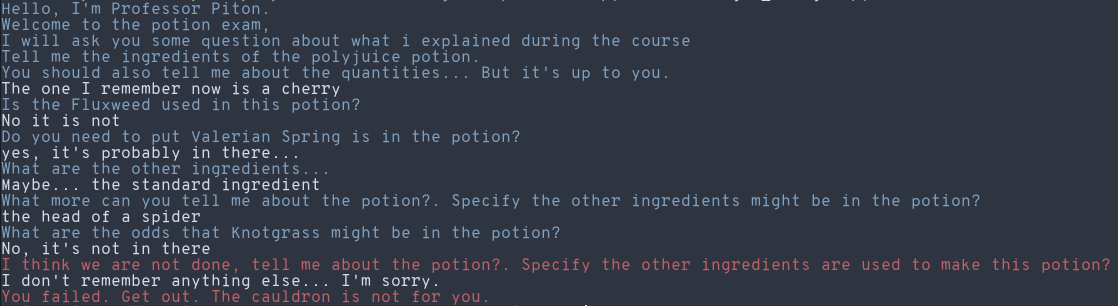 Hello, I'm Professor Piton.
Welcome to the potion exam,
I will ask you some question about what i explained during the course
Tell me the ingredients of the polyjuice potion.
You should also tell me about the quantities... But it's up to you.
The one I remember now is a cherry
Is the Fluxweed used in this potion?
No it is not
Do you need to put Valerian Spring is in the potion?
yes, it's probably in there...
What are the other ingredients...
Maybe... the standard ingredient
What more can you tell me about the potion?. Specify the other ingredients might be in the potion?
the head of a spider
What are the odds that Knotgrass might be in the potion?
No, it's not in there
I think we are not done, tell me about the potion?. Specify the other ingredients are used to make this potion?
I don't remember anything else... I'm sorry.
You failed. Get out. The cauldron is not for you.